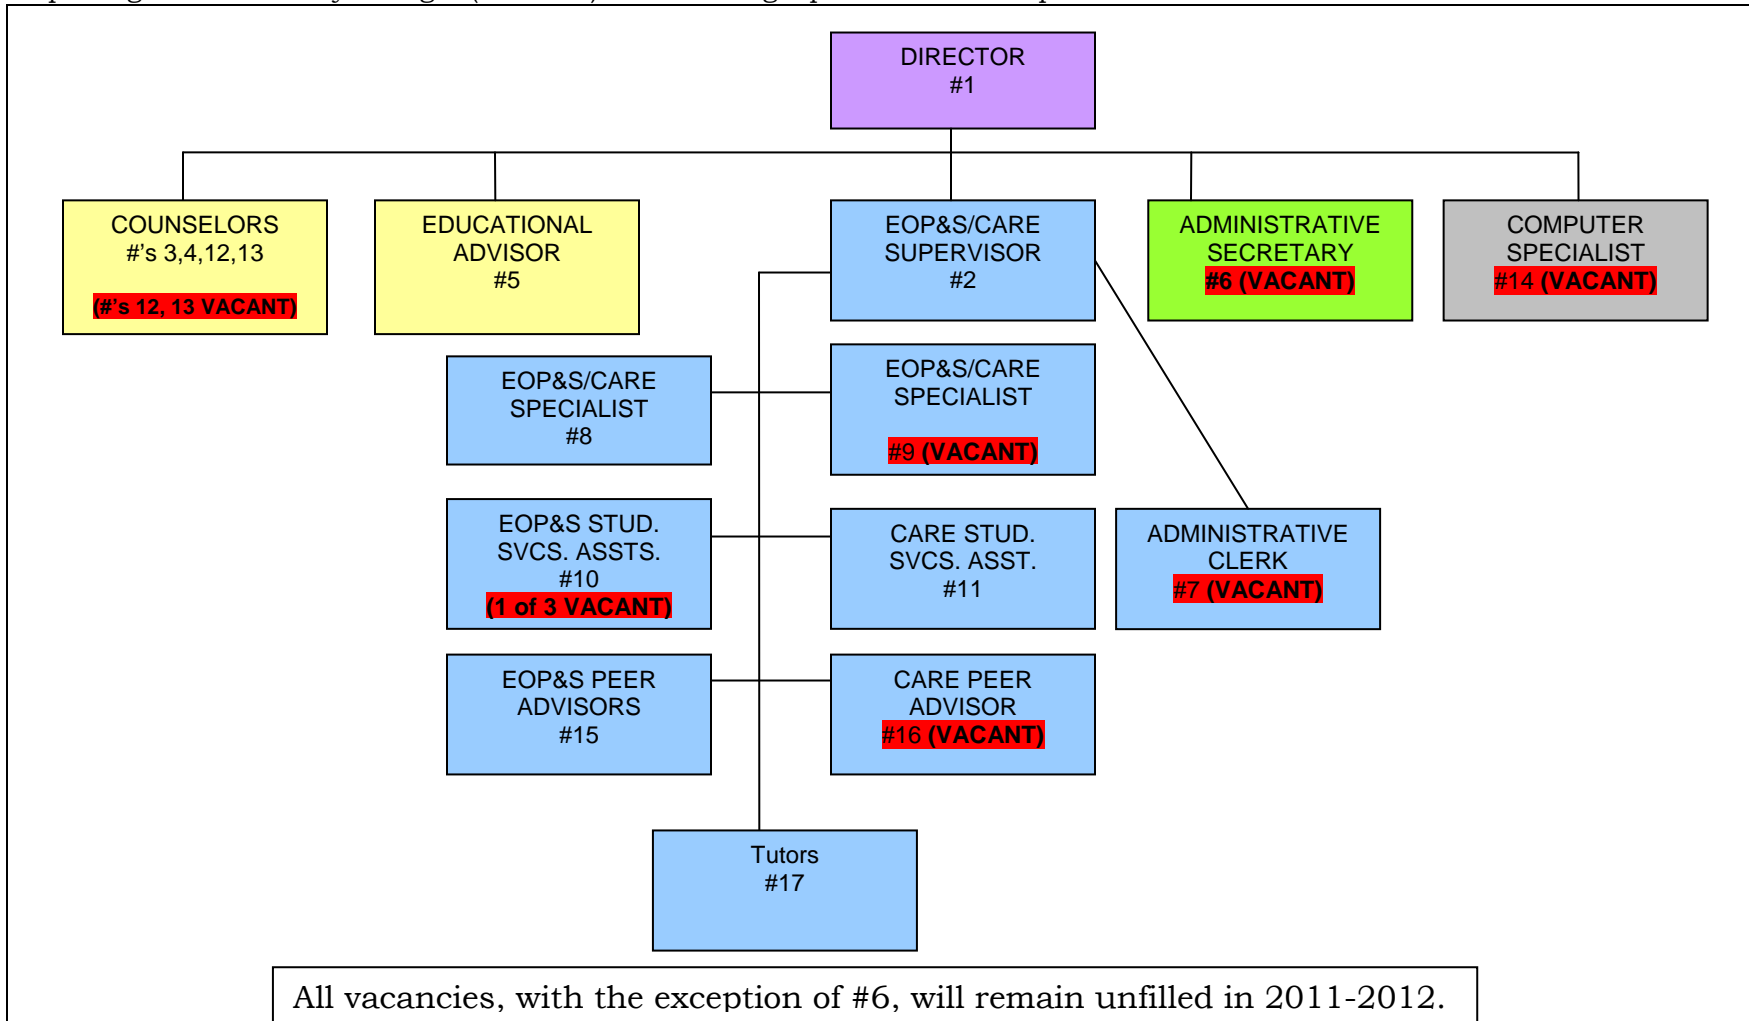 DIRECTOR
#1
COUNSELORS
#'s 3,4,12,13
(#'s 12, 13 VACANT)
EDUCATIONAL
ADVISOR
#5
EOP&S/CARE
SUPERVISOR
#2
ADMINISTRATIVE
SECRETARY
#6 (VACANT)
COMPUTER
SPECIALIST
#14 (VACANT)
EOP&S/CARE
SPECIALIST
#8
EOP&S/CARE
SPECIALIST
#9 (VACANT)
EOP&S STUD.
SVCS. ASSTS.
#10
(1 of 3 VACANT)
CARE STUD.
SVCS. ASST.
#11
ADMINISTRATIVE
CLERK
#7 (VACANT)
EOP&S PEER
ADVISORS
#15
CARE PEER
ADVISOR
#16 (VACANT)
Tutors
#17
All vacancies, with the exception of #6, will remain unfilled in 2011-2012.